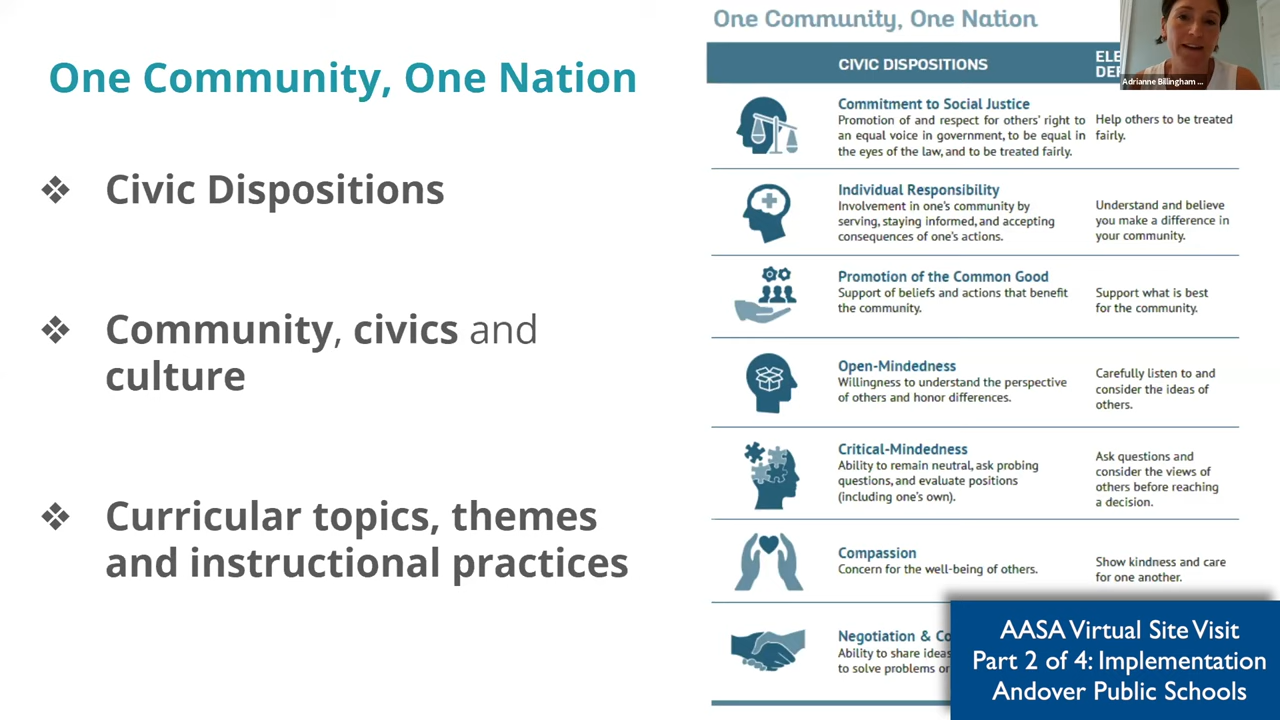 One Community, One Nation
❖ Civic Dispositions
❖ Community, civics and
culture
❖ Curricular topics, themes
and instructional practices
One Community, One Nation
CIVIC DISPOSITIONS
ELE
DE
Commitment to Social Justice
Promotion of and respect for others' right to
an equal voice in government, to be equal in
the eyes of the law, and to be treated fairly.
Help others to be treated
fairly.
Individual Responsibility
Involvement in one's community by
serving, staying informed, and accepting
consequences of one's actions.
Understand and believe
you make a difference in
your community.
Promotion of the Common Good
Support of beliefs and actions that benefit
the community.
Support what is best
for the community.
Open-Mindedness
Willingness to understand the perspective
of others and honor differences.
Carefully listen to and
consider the ideas of
others.
Critical-Mindedness
Ability to remain neutral, ask probing
questions, and evaluate positions
(including one's own).
Ask questions and
consider the views of
others before reaching
a decision.
Compassion
Concern for the well-being of others.
Show kindness and care
for one another.
Negotiation & Co
Ability to share ideas
to solve problems or
Adrianne Billingham ...
AASA Virtual Site Visit
Part 2 of 4: Implementation
Andover Public Schools